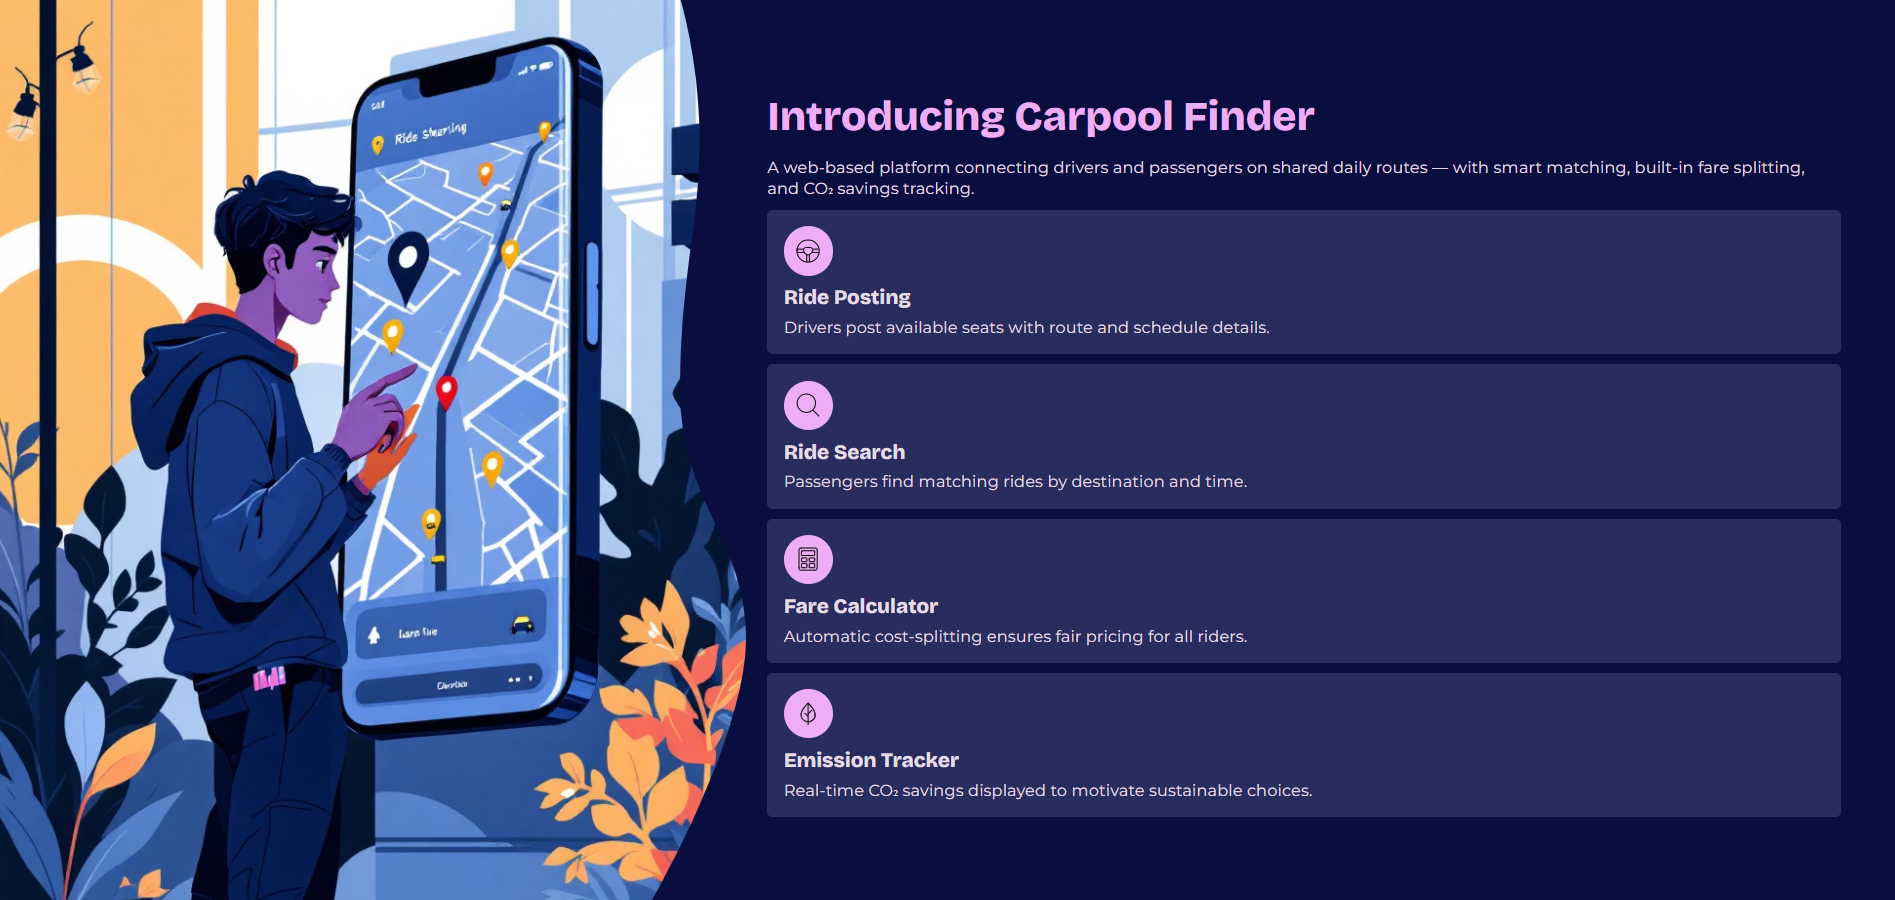 Ride Sharing
Introducing Carpool Finder
A web-based platform connecting drivers and passengers on shared daily routes — with smart matching, built-in fare splitting,
and CO₂ savings tracking.
Ride Posting
Drivers post available seats with route and schedule details.
Ride Search
Passengers find matching rides by destination and time.
Fare Calculator
Automatic cost-splitting ensures fair pricing for all riders.
Emission Tracker
Real-time CO₂ savings displayed to motivate sustainable choices.